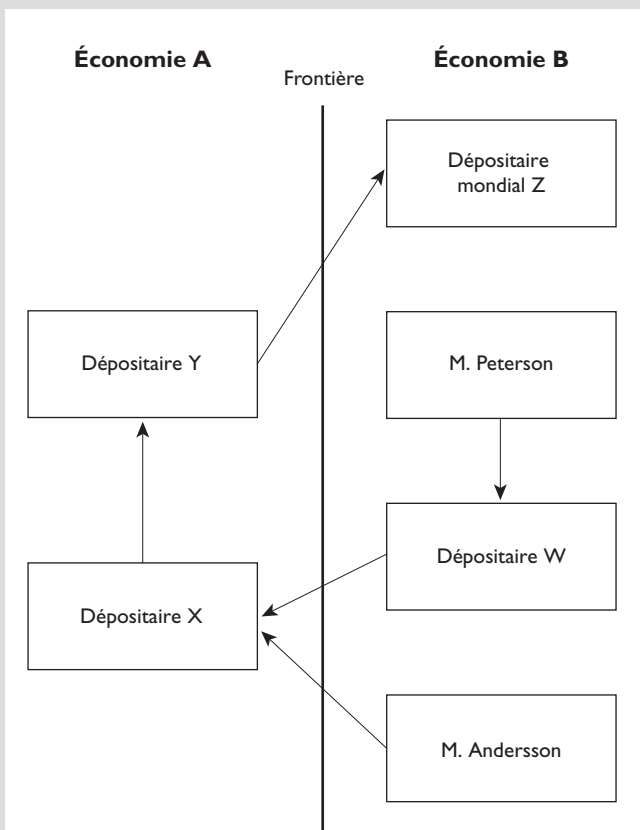 Économie A
Économie B
Frontière
Dépositaire
mondial Z
Dépositaire Y
M. Peterson
Dépositaire W
Dépositaire X
M. Andersson